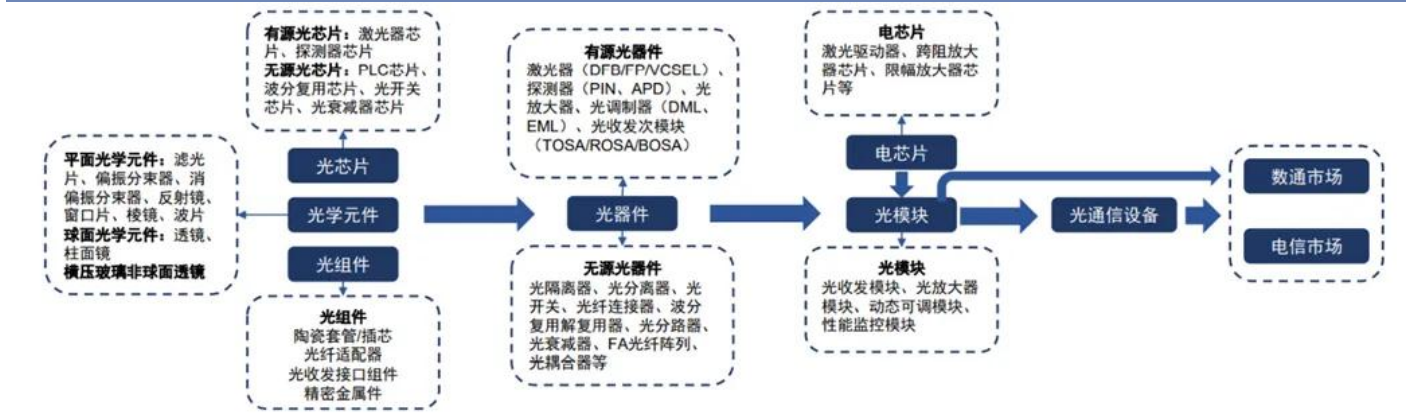 有源光芯片：激光器芯
片、探测器芯片
无源光芯片：PLC芯片、
波分复用芯片、光开关
芯片、光衰减器芯片
光芯片
平面光学元件：滤光
片、偏振分束器、消
偏振分束器、反射镜、
窗口片、棱镜、波片
球面光学元件：透镜、
柱面镜
横压玻璃非球面透镜
光学元件
光组件
光组件
陶瓷套管/插芯
光纤适配器
光收发接口组件
精密金属件
有源光器件
激光器（DFB/FP/VCSEL）、
探测器（PIN、APD）、光
放大器、光调制器（DML、
EML）、光收发次模块
（TOSA/ROSA/BOSA）
光器件
无源光器件
光隔离器、光分离器、光
开关、光纤连接器、波分
复用解复用器、光分路器、
光衰减器、FA光纤阵列、
光耦合器等
电芯片
激光驱动器、跨阻放大
器芯片、限幅放大器芯
片等
电芯片
光模块
光模块
光收发模块、光放大器
模块、动态可调模块、
性能监控模块
光通信设备
数通市场
电信市场